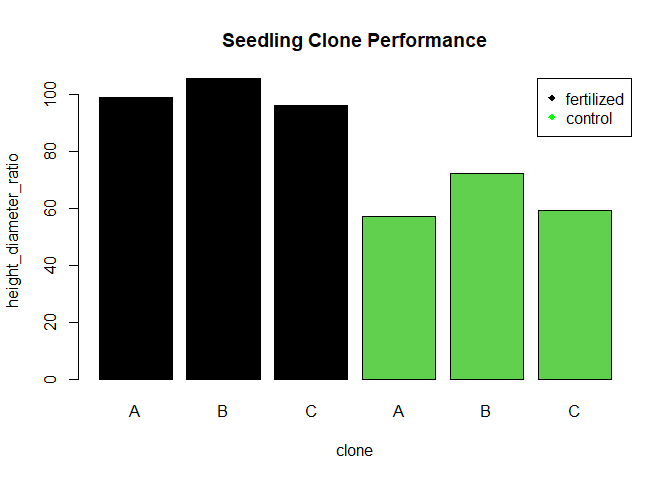 Seedling Clone Performance
fertilized
control
height_diameter_ratio
100
80
60
40
20
0
A B C A B C
clone